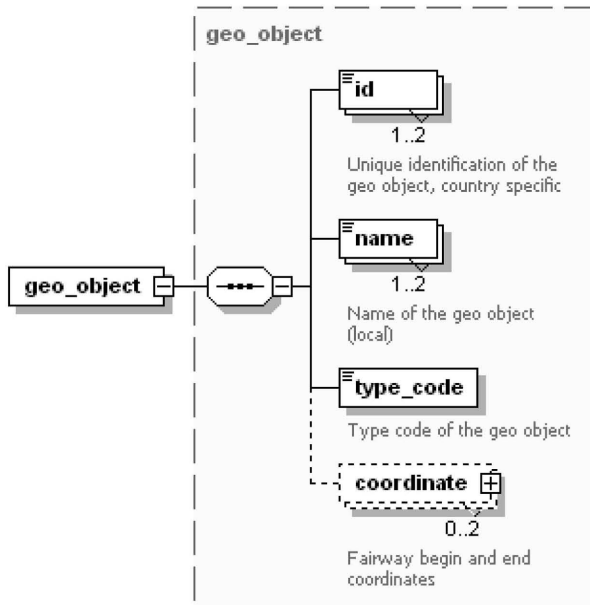 geo_object
id
1..2
Unique identification of the
geo object, country specific
name
1..2
Name of the geo object
(local)
geo_object
type_code
Type code of the geo object
coordinate
0..2
Fairway begin and end
coordinates